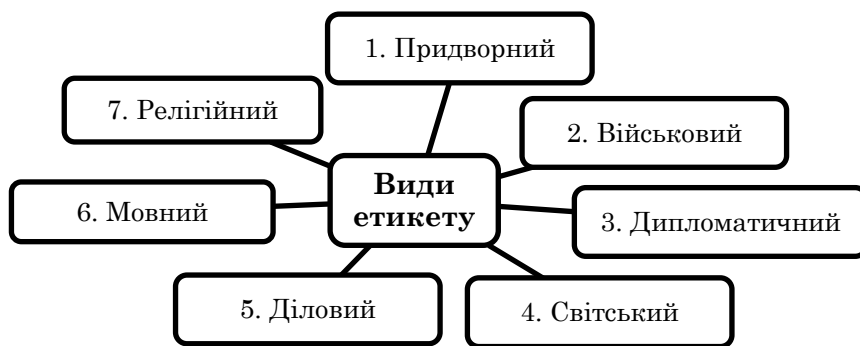 1. Придворний
7. Релігійний
2. Військовий
Види
етикету
6. Мовний
3. Дипломатичний
5. Діловий
4. Світський